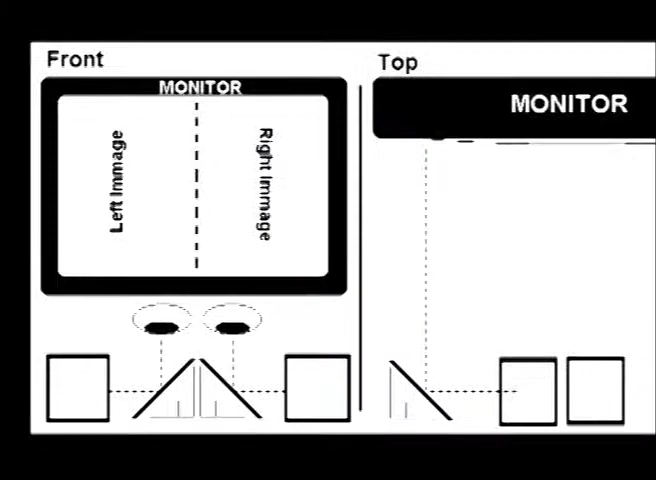 Front
MONITOR
Left Immage
Right Immage
Top
MONITOR